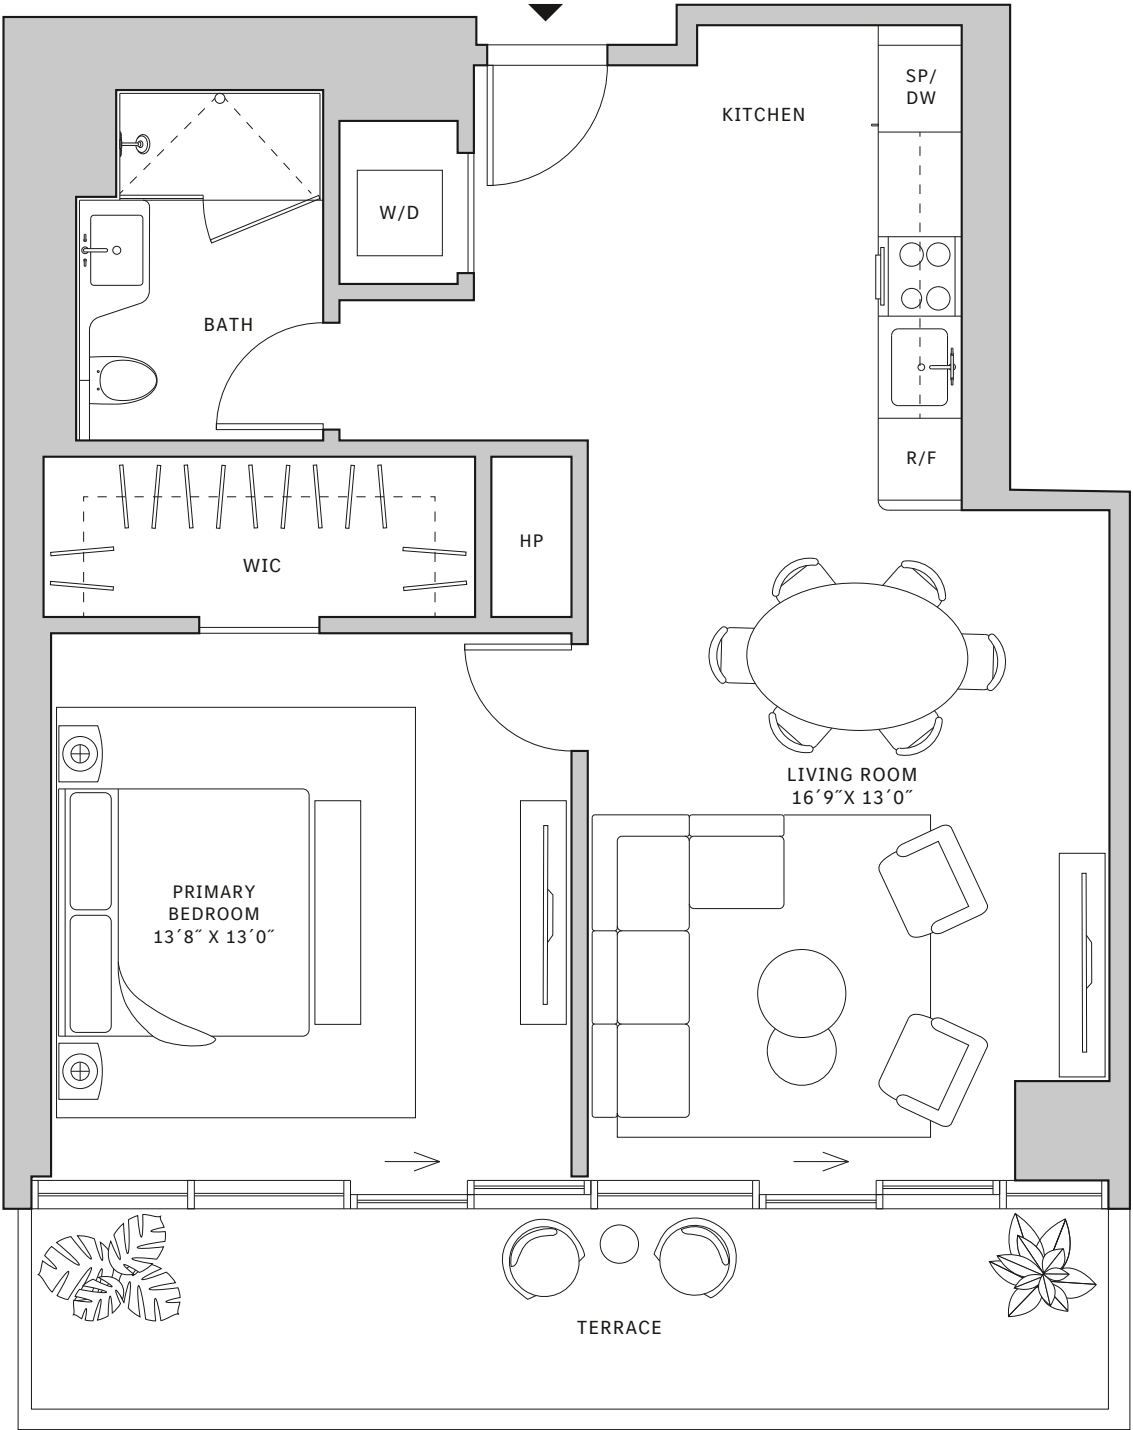 KITCHEN
SP/
DW
W/D
BATH
R/F
HP
WIC
LIVING ROOM
16´9˝X 13´0˝
PRIMARY
BEDROOM
13´8˝ X 13´0˝
TERRACE